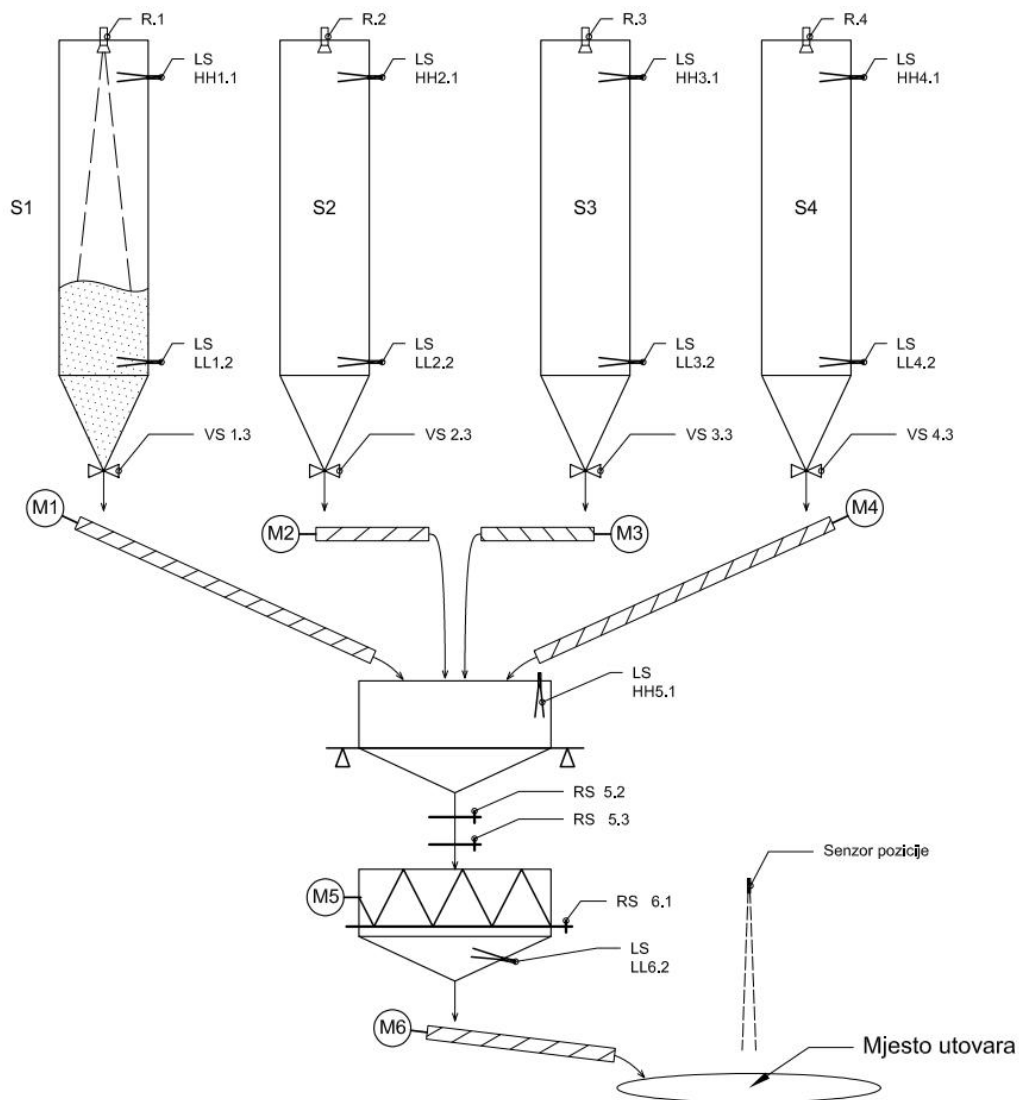 R.1
R.2
R.3
R.4
LS
HH1.1
LS
HH2.1
LS
HH3.1
LS
HH4.1
S1
S2
S3
S4
LS
LL1.2
LS
LL2.2
LS
LL3.2
LS
LL4.2
VS 1.3
VS 2.3
VS 3.3
VS 4.3
M1
M2
M3
M4
LS
HH5.1
RS 5.2
RS 5.3
Senzor pozicije
M5
RS 6.1
LS
LL6.2
M6
Mjesto utovara